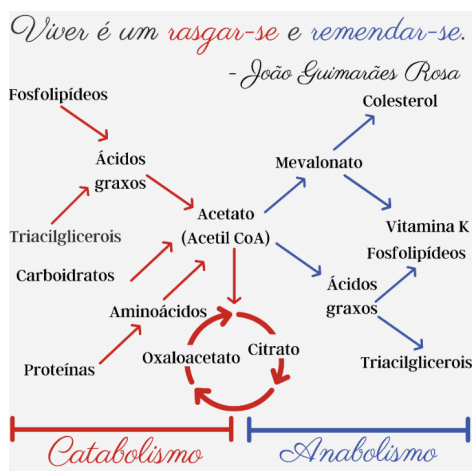 Viver é um rasgar-se e remendar-se.
- João Guimarães Rosa
Fosfolipídeos
Ácidos
graxos
Triacilglicerois
Carboidratos
Aminoácidos
Proteínas
Acetato
(Acetil CoA)
Oxaloacetato
Citrato
Colesterol
Mevalonato
Vitamina K
Fosfolipídeos
Ácidos
graxos
Triacilglicerois
Catabolismo
Anabolismo